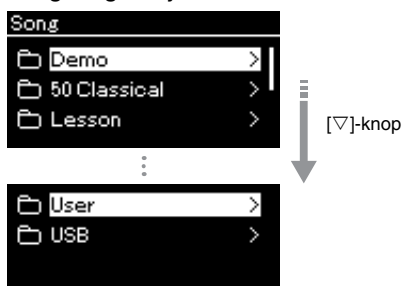 Song
Demo >
50 Classical >
Lesson >
[▽]-knop
User >
USB >